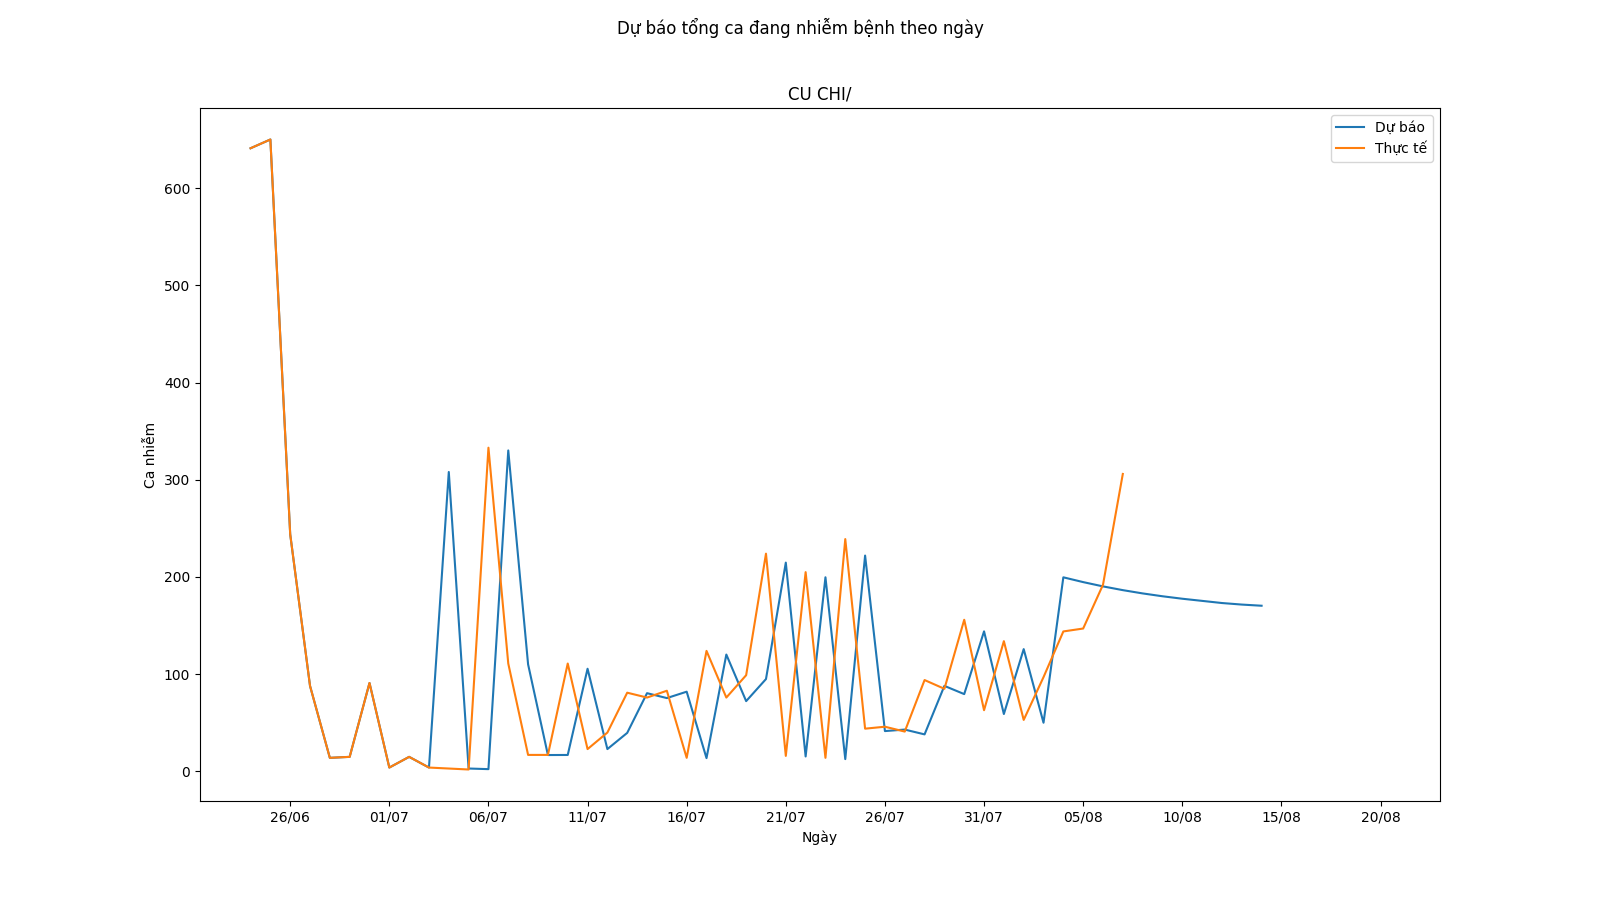 Dự báo tổng ca đang nhiễm bệnh theo ngày
CU CHI/
Dự báo
Thực tế
600
500
400
300
200
100
0
Ca nhiễm
26/06 01/07 06/07 11/07 16/07 21/07 26/07 31/07 05/08 10/08 15/08 20/08
Ngày